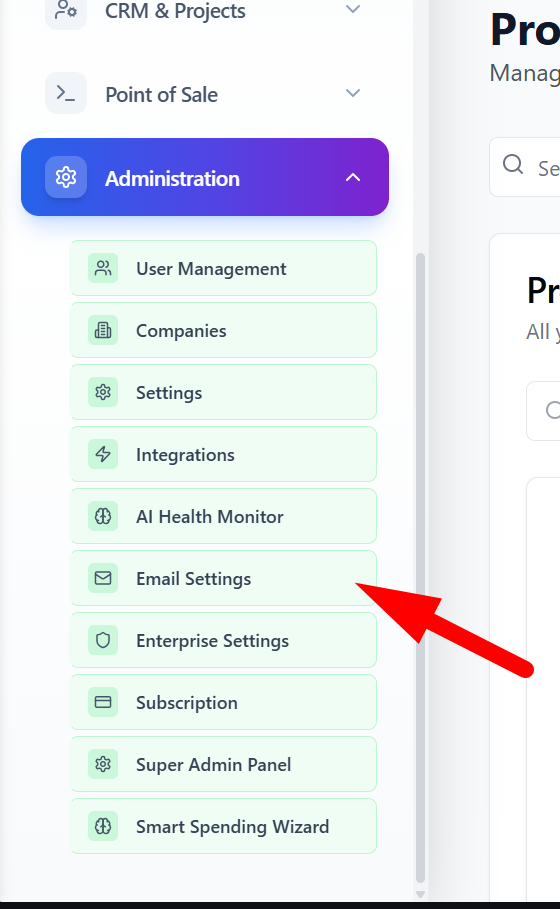 CRM & Projects
Point of Sale
Administration
User Management
Companies
Settings
Integrations
AI Health Monitor
Email Settings
Enterprise Settings
Subscription
Super Admin Panel
Smart Spending Wizard
Pro
Manag
Se
Pr
All y